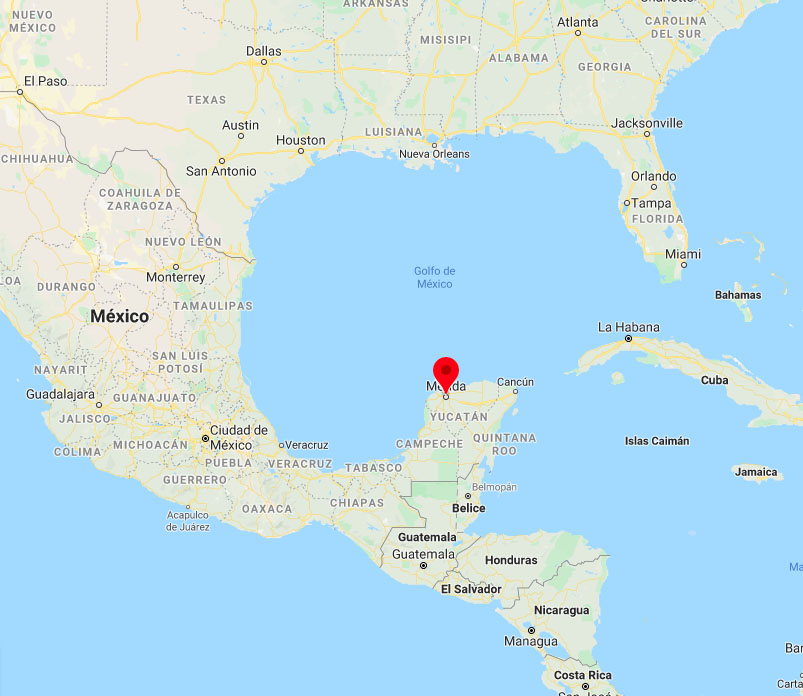 NUEVO
MÉXICO
ARKANSAS
Atlanta
CAROLINA
DEL SUR
MISISIPI
Dallas
ALABAMA
GEORGIA
El Paso
TEXAS
Austin
Houston
LUISIANA
Jacksonville
Nueva Orleans
CHIHUAHUA
San Antonio
Orlando
COAHUILA DE
ZARAGOZA
Tampa
FLORIDA
NUEVO LEÓN
Miami
Golfo de
México
Monterrey
DURANGO
Bahamas
TAMAULIPAS
México
La Habana
SAN LUIS
POTOSÍ
NAYARIT
Cuba
Cancún
Guadalajara
GUANAJUATO
JALISCO
YUCATÁN
Ciudad de
México
MICHOACÁN
Veracruz
CAMPECHE
QUINTANA
ROO
Islas Caimán
COLIMA
PUEBLA
VERACRUZ
TABASCO
Jamaica
GUERRERO
Belmopán
OAXACA
CHIAPAS
Belice
Acapulco
de Juárez
Guatemala
Guatemala
Honduras
El Salvador
Nicaragua
Managua
Costa Rica